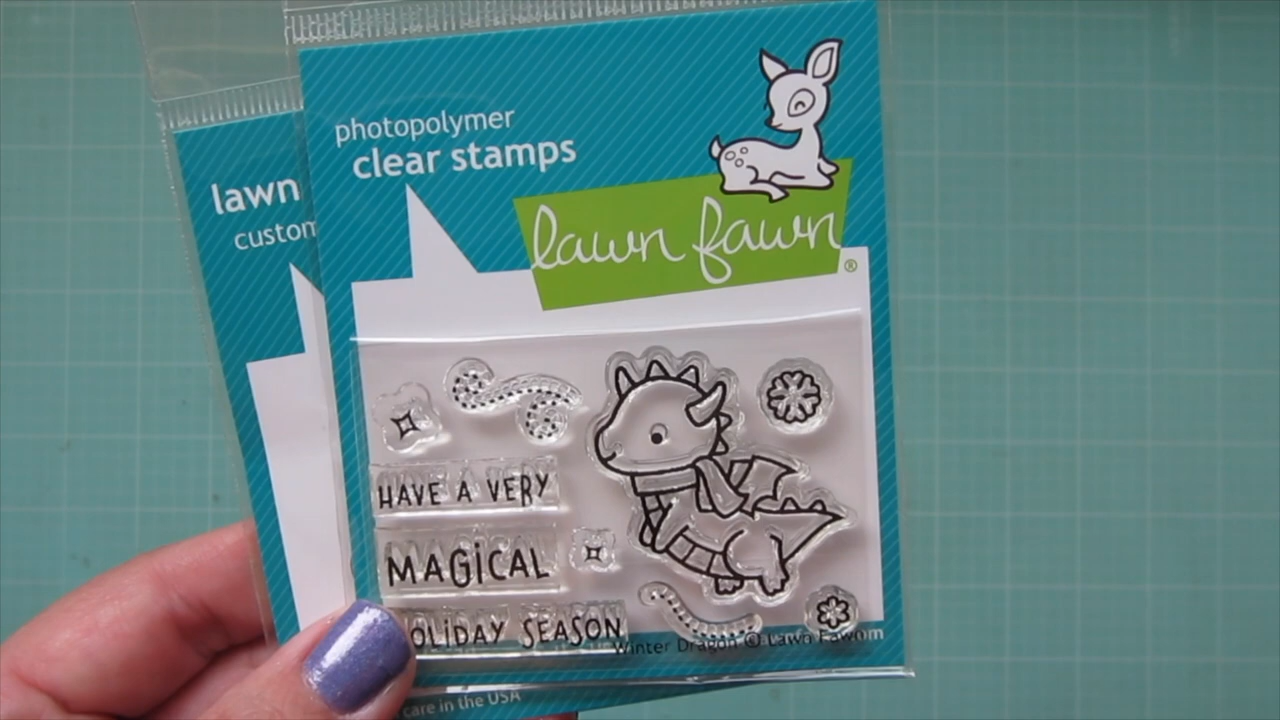 photopolymer
clear stamps
lawn fawn
®
lawn
custom
HAVE A VERY
MAGiCAL
OLiDAY SEASON
Winter Dragon © Lawn Fawn
care in the USA